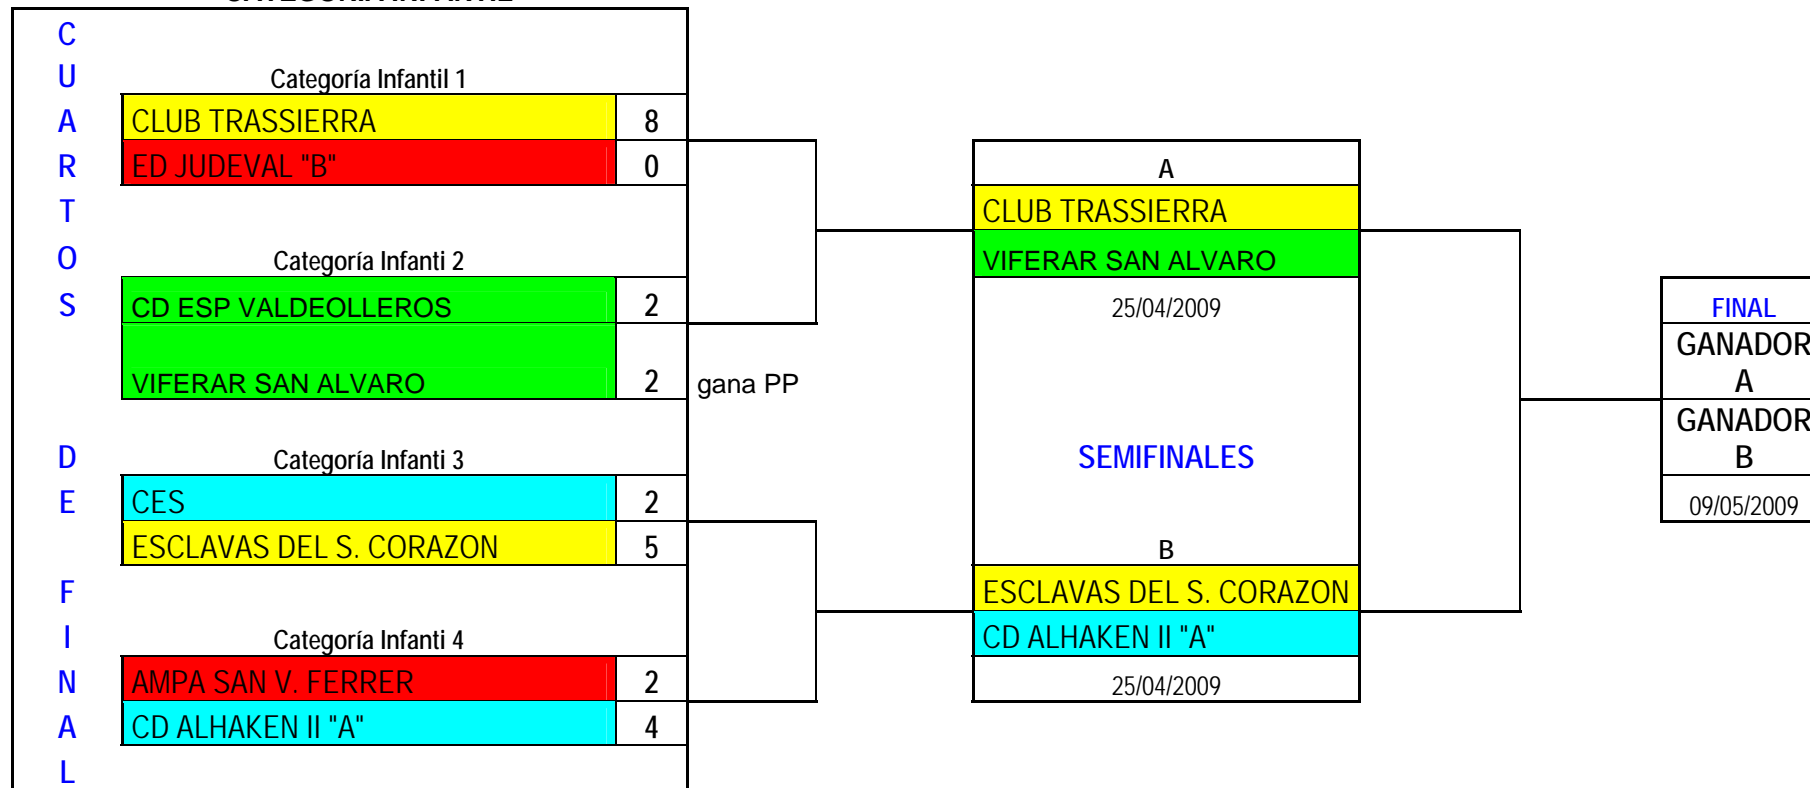 CUARTOS DE FINAL
Categoría Infantil 1
CLUB TRASSIERRA 8
ED JUDEVAL "B" 0
Categoría Infanti 2
CD ESP VALDEOLLEROS 2
VIFERAR SAN ALVARO 2 gana PP
Categoría Infanti 3
CES 2
ESCLAVAS DEL S. CORAZON 5
Categoría Infanti 4
AMPA SAN V. FERRER 2
CD ALHAKEN II "A" 4
A
CLUB TRASSIERRA
VIFERAR SAN ALVARO
25/04/2009
SEMIFINALES
B
ESCLAVAS DEL S. CORAZON
CD ALHAKEN II "A"
25/04/2009
FINAL
GANADOR
A
GANADOR
B
09/05/2009